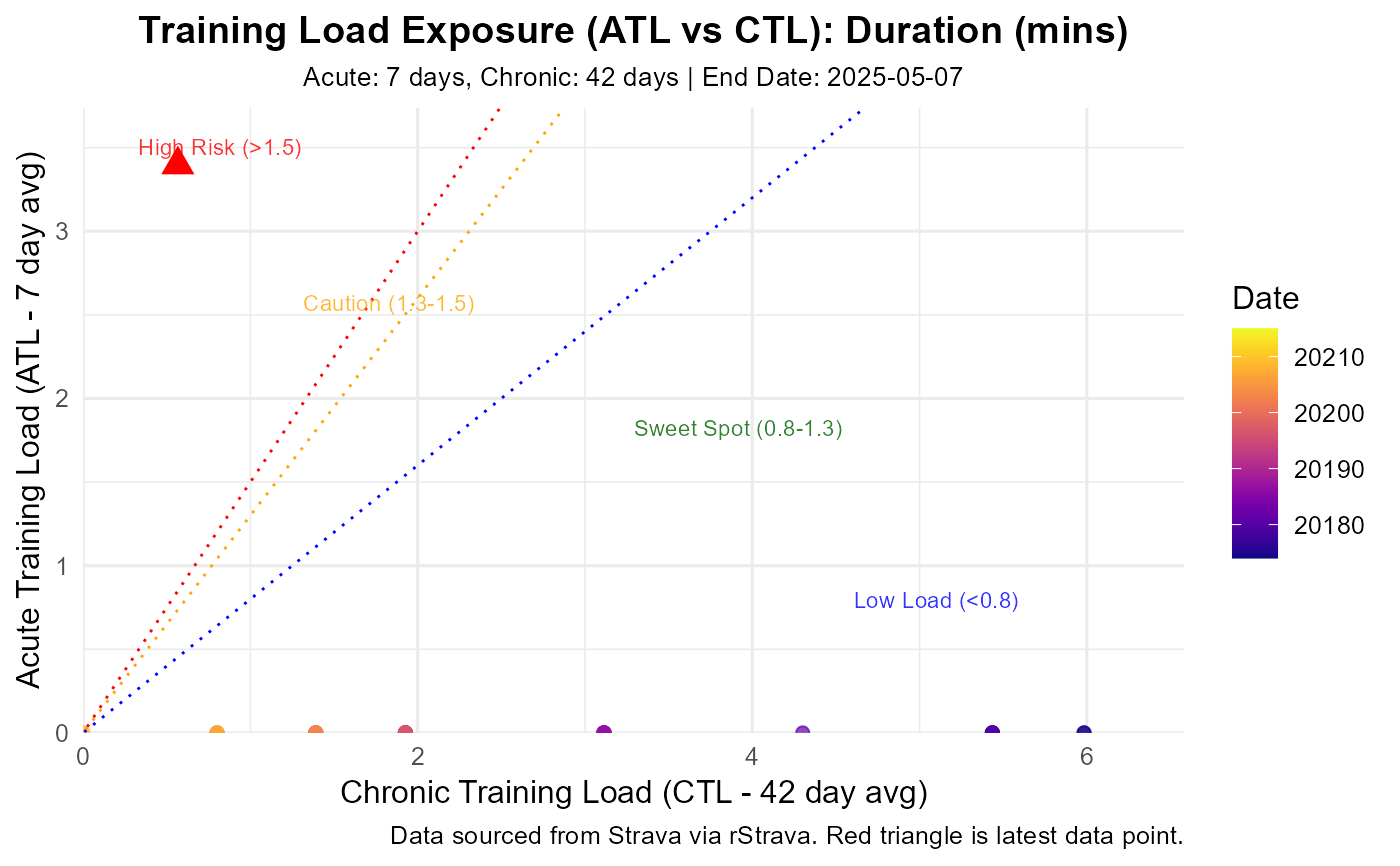 Training Load Exposure (ATL vs CTL): Duration (mins)
Acute: 7 days, Chronic: 42 days | End Date: 2025-05-07
Acute Training Load (ATL - 7 day avg)
High Risk (>1.5)
3
Caution (1.3-1.5)
2
Sweet Spot (0.8-1.3)
1
Low Load (<0.8)
0
0 2 4 6
Chronic Training Load (CTL - 42 day avg)
Date
20210
20200
20190
20180
Data sourced from Strava via rStrava. Red triangle is latest data point.